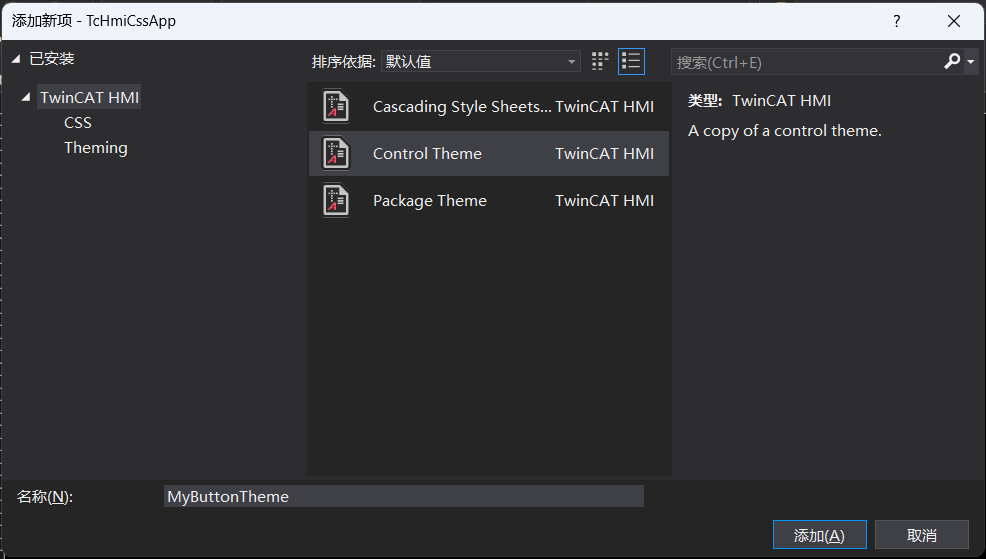 添加新项 - TcHmiCssApp
?
已安装
TwinCAT HMI
CSS
Theming
排序依据: 默认值
Cascading Style Sheets... TwinCAT HMI
Control Theme TwinCAT HMI
Package Theme TwinCAT HMI
搜索(Ctrl+E)
类型: TwinCAT HMI
A copy of a control theme.
名称(N): MyButtonTheme
添加(A) 取消